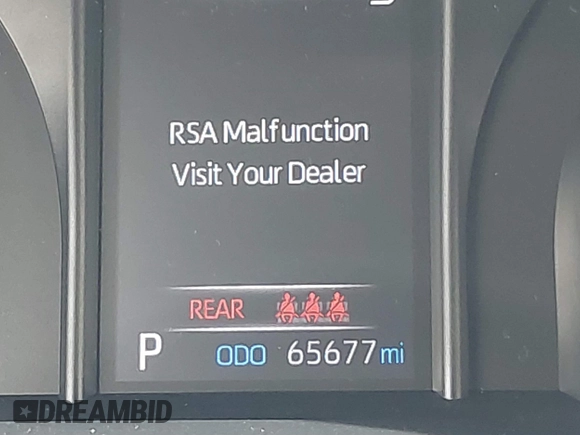 RSA Malfunction
Visit Your Dealer
REAR
P ODO 65677 mi
DREAMBID